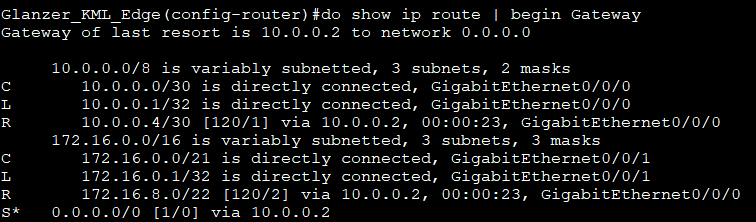 Glanzer_KML_Edge(config-router)#do show ip route | begin Gateway
Gateway of last resort is 10.0.0.2 to network 0.0.0.0

     10.0.0.0/8 is variably subnetted, 3 subnets, 2 masks
C       10.0.0.0/30 is directly connected, GigabitEthernet0/0/0
L       10.0.0.1/32 is directly connected, GigabitEthernet0/0/0
R       10.0.0.4/30 [120/1] via 10.0.0.2, 00:00:23, GigabitEthernet0/0/0
     172.16.0.0/16 is variably subnetted, 3 subnets, 3 masks
C       172.16.0.0/21 is directly connected, GigabitEthernet0/0/1
L       172.16.0.1/32 is directly connected, GigabitEthernet0/0/1
R       172.16.8.0/22 [120/2] via 10.0.0.2, 00:00:23, GigabitEthernet0/0/0
S*   0.0.0.0/0 [1/0] via 10.0.0.2